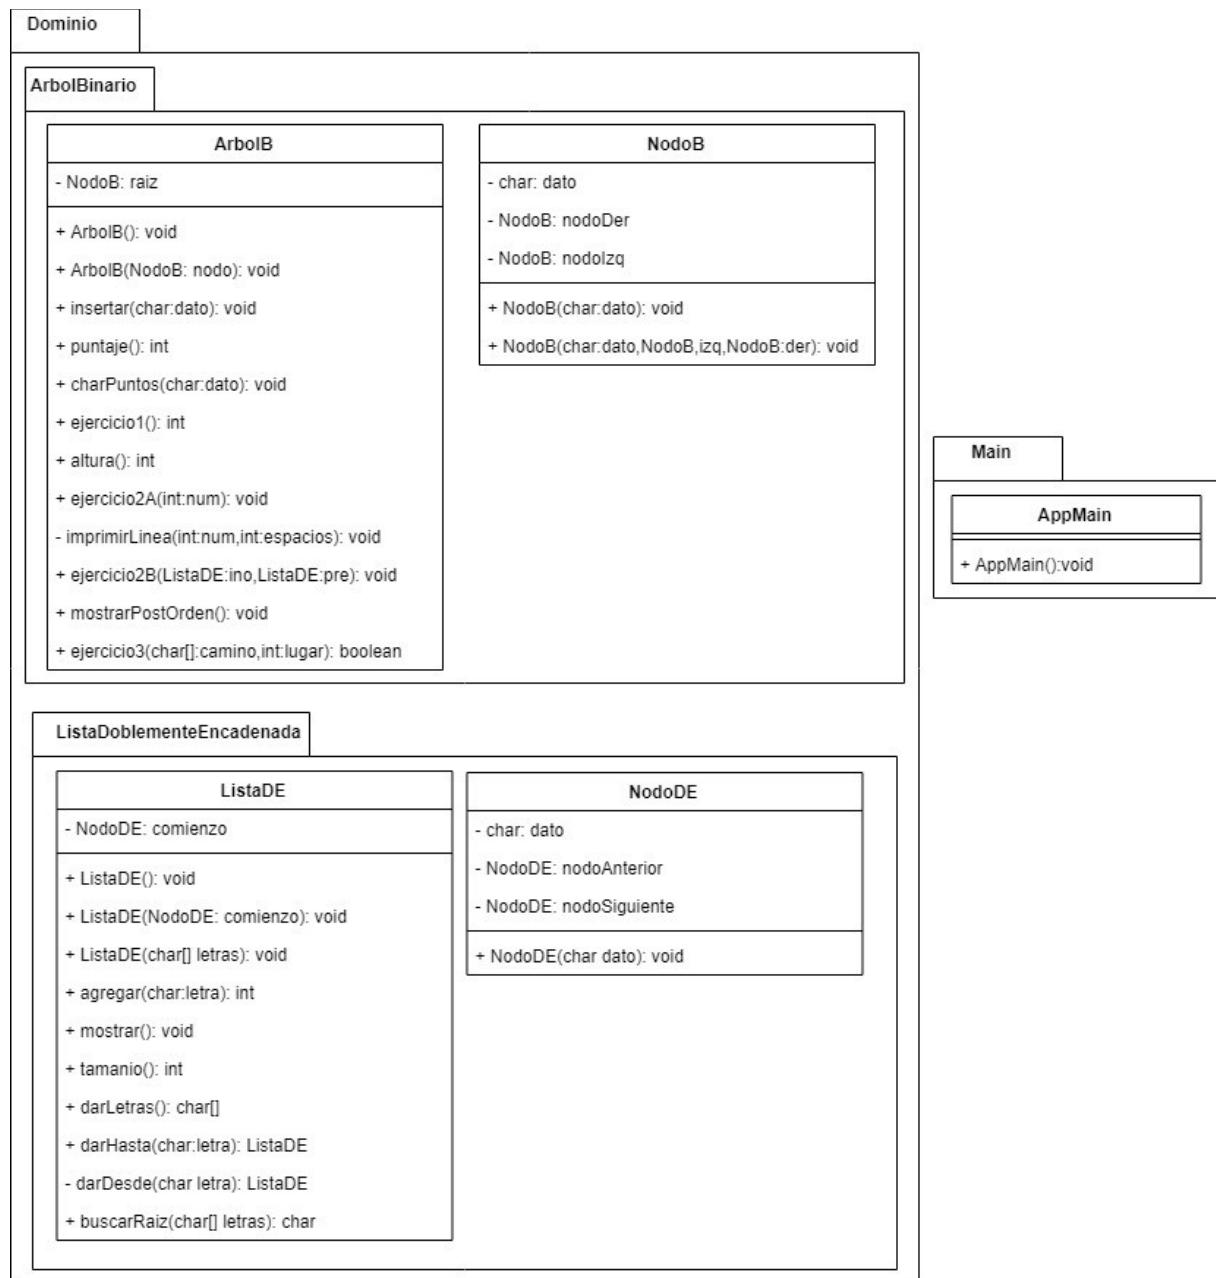 Dominio
ArbolBinario
ArbolB
- NodoB: raiz
+ ArbolB(): void
+ ArbolB(NodoB: nodo): void
+ insertar(char:dato): void
+ puntaje(): int
+ charPuntos(char:dato): void
+ ejercicio1(): int
+ altura(): int
+ ejercicio2A(int:num): void
- imprimirLinea(int:num,int:espacios): void
+ ejercicio2B(ListaDE:ino,ListaDE:pre): void
+ mostrarPostOrden(): void
+ ejercicio3(char[]:camino,int:lugar): boolean
NodoB
- char: dato
- NodoB: nodoDer
- NodoB: nodoIzq
+ NodoB(char:dato): void
+ NodoB(char:dato,NodoB,izq,NodoB:der): void
Main
AppMain
+ AppMain():void
ListaDoblementeEncadenada
ListaDE
- NodoDE: comienzo
+ ListaDE(): void
+ ListaDE(NodoDE: comienzo): void
+ ListaDE(char[] letras): void
+ agregar(char:letra): int
+ mostrar(): void
+ tamanio(): int
+ darLetras(): char[]
+ darHasta(char:letra): ListaDE
- darDesde(char letra): ListaDE
+ buscarRaiz(char[] letras): char
NodoDE
- char: dato
- NodoDE: nodoAnterior
- NodoDE: nodoSiguiente
+ NodoDE(char dato): void